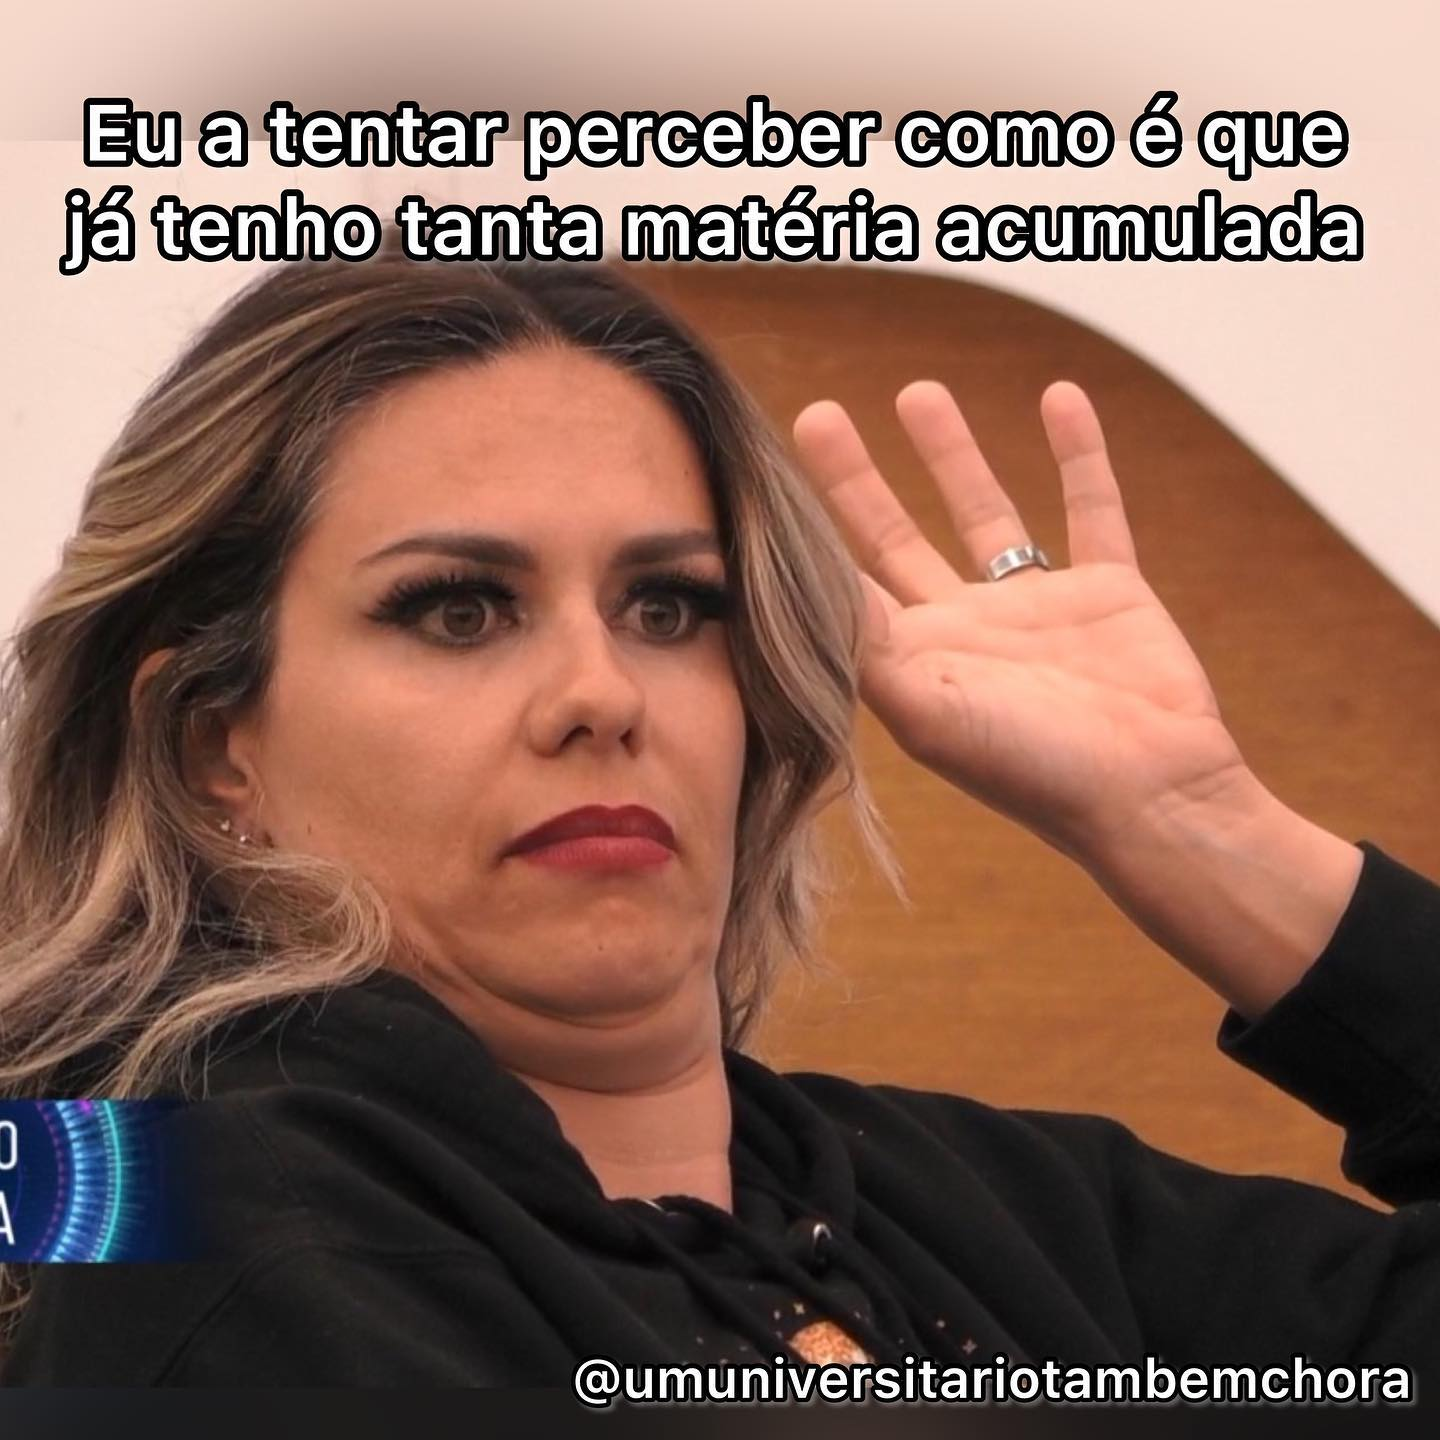 Eu a tentar perceber como é que
já tenho tanta matéria acumulada
O
A
@umuniversitariotambemchora